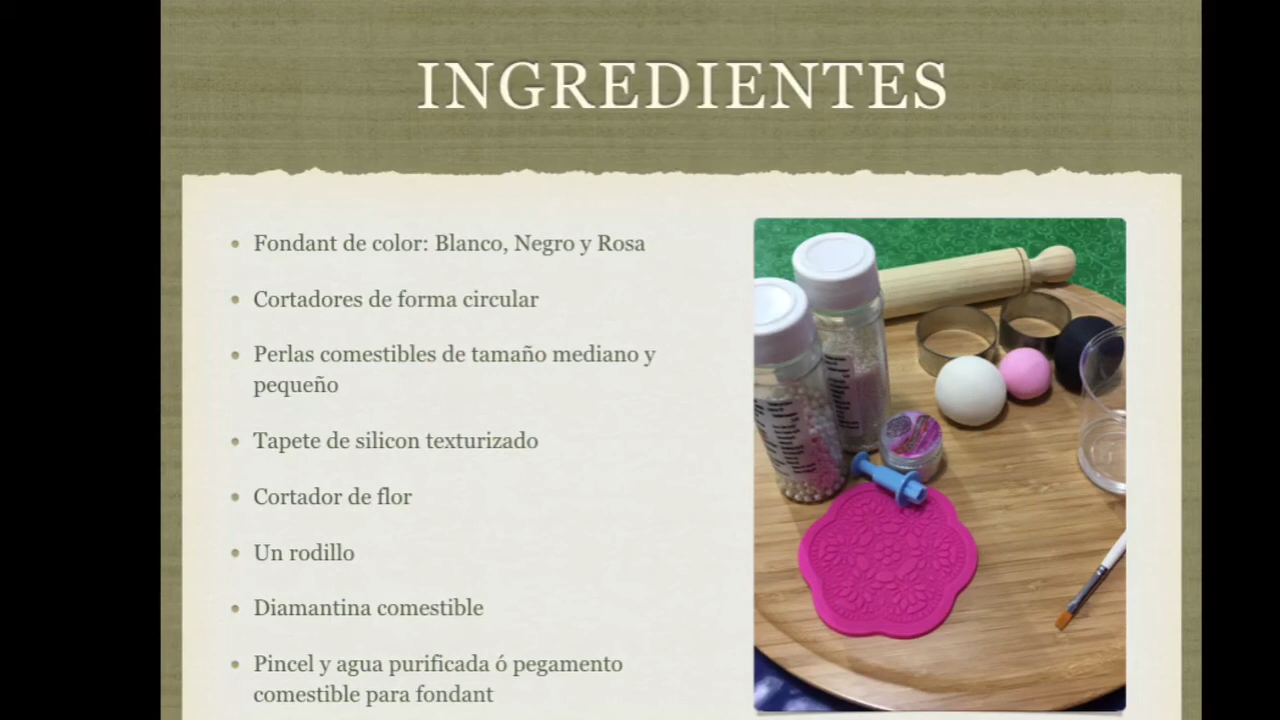 INGREDIENTES
• Fondant de color: Blanco, Negro y Rosa
• Cortadores de forma circular
• Perlas comestibles de tamaño mediano y
pequeño
• Tapete de silicon texturizado
• Cortador de flor
• Un rodillo
• Diamantina comestible
• Pincel y agua purificada ó pegamento
comestible para fondant